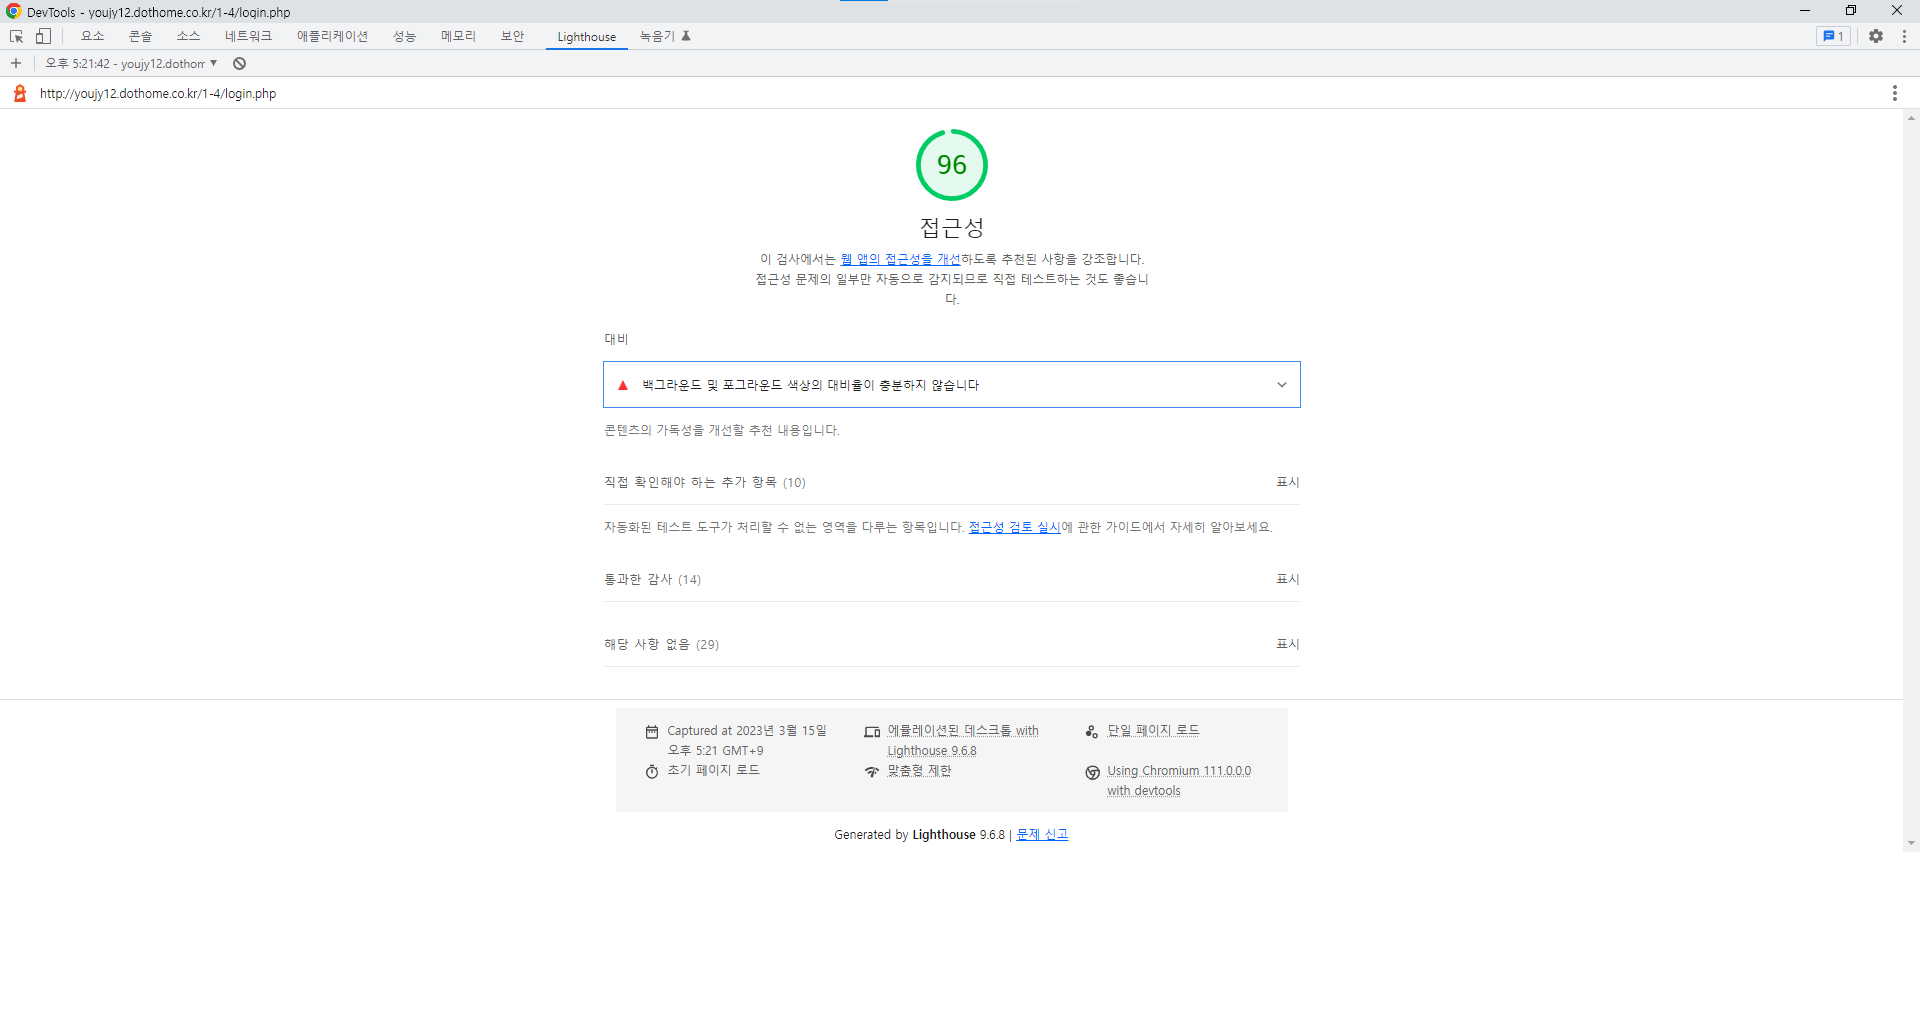 DevTools - youjy12.dothome.co.kr/1-4/login.php
요소 콘솔 소스 네트워크 애플리케이션 성능 메모리 보안 Lighthouse 녹음기 1
오후 5:21:42 - youjy12.dothom
http://youjy12.dothome.co.kr/1-4/login.php
96
접근성
이 검사에서는 웹 앱의 접근성을 개선하도록 추천된 사항을 강조합니다.
접근성 문제의 일부만 자동으로 감지되므로 직접 테스트하는 것도 좋습니
다.
대비
백그라운드 및 포그라운드 색상의 대비율이 충분하지 않습니다
콘텐츠의 가독성을 개선할 추천 내용입니다.
직접 확인해야 하는 추가 항목 (10) 표시
자동화된 테스트 도구가 처리할 수 없는 영역을 다루는 항목입니다. 접근성 검토 실시에 관한 가이드에서 자세히 알아보세요.
통과한 감사 (14) 표시
해당 사항 없음 (29) 표시
Captured at 2023년 3월 15일
오후 5:21 GMT+9
초기 페이지 로드
에뮬레이션된 데스크톱 with
Lighthouse 9.6.8
맞춤형 제한
단일 페이지 로드
Using Chromium 111.0.0.0
with devtools
Generated by Lighthouse 9.6.8 | 문제 신고